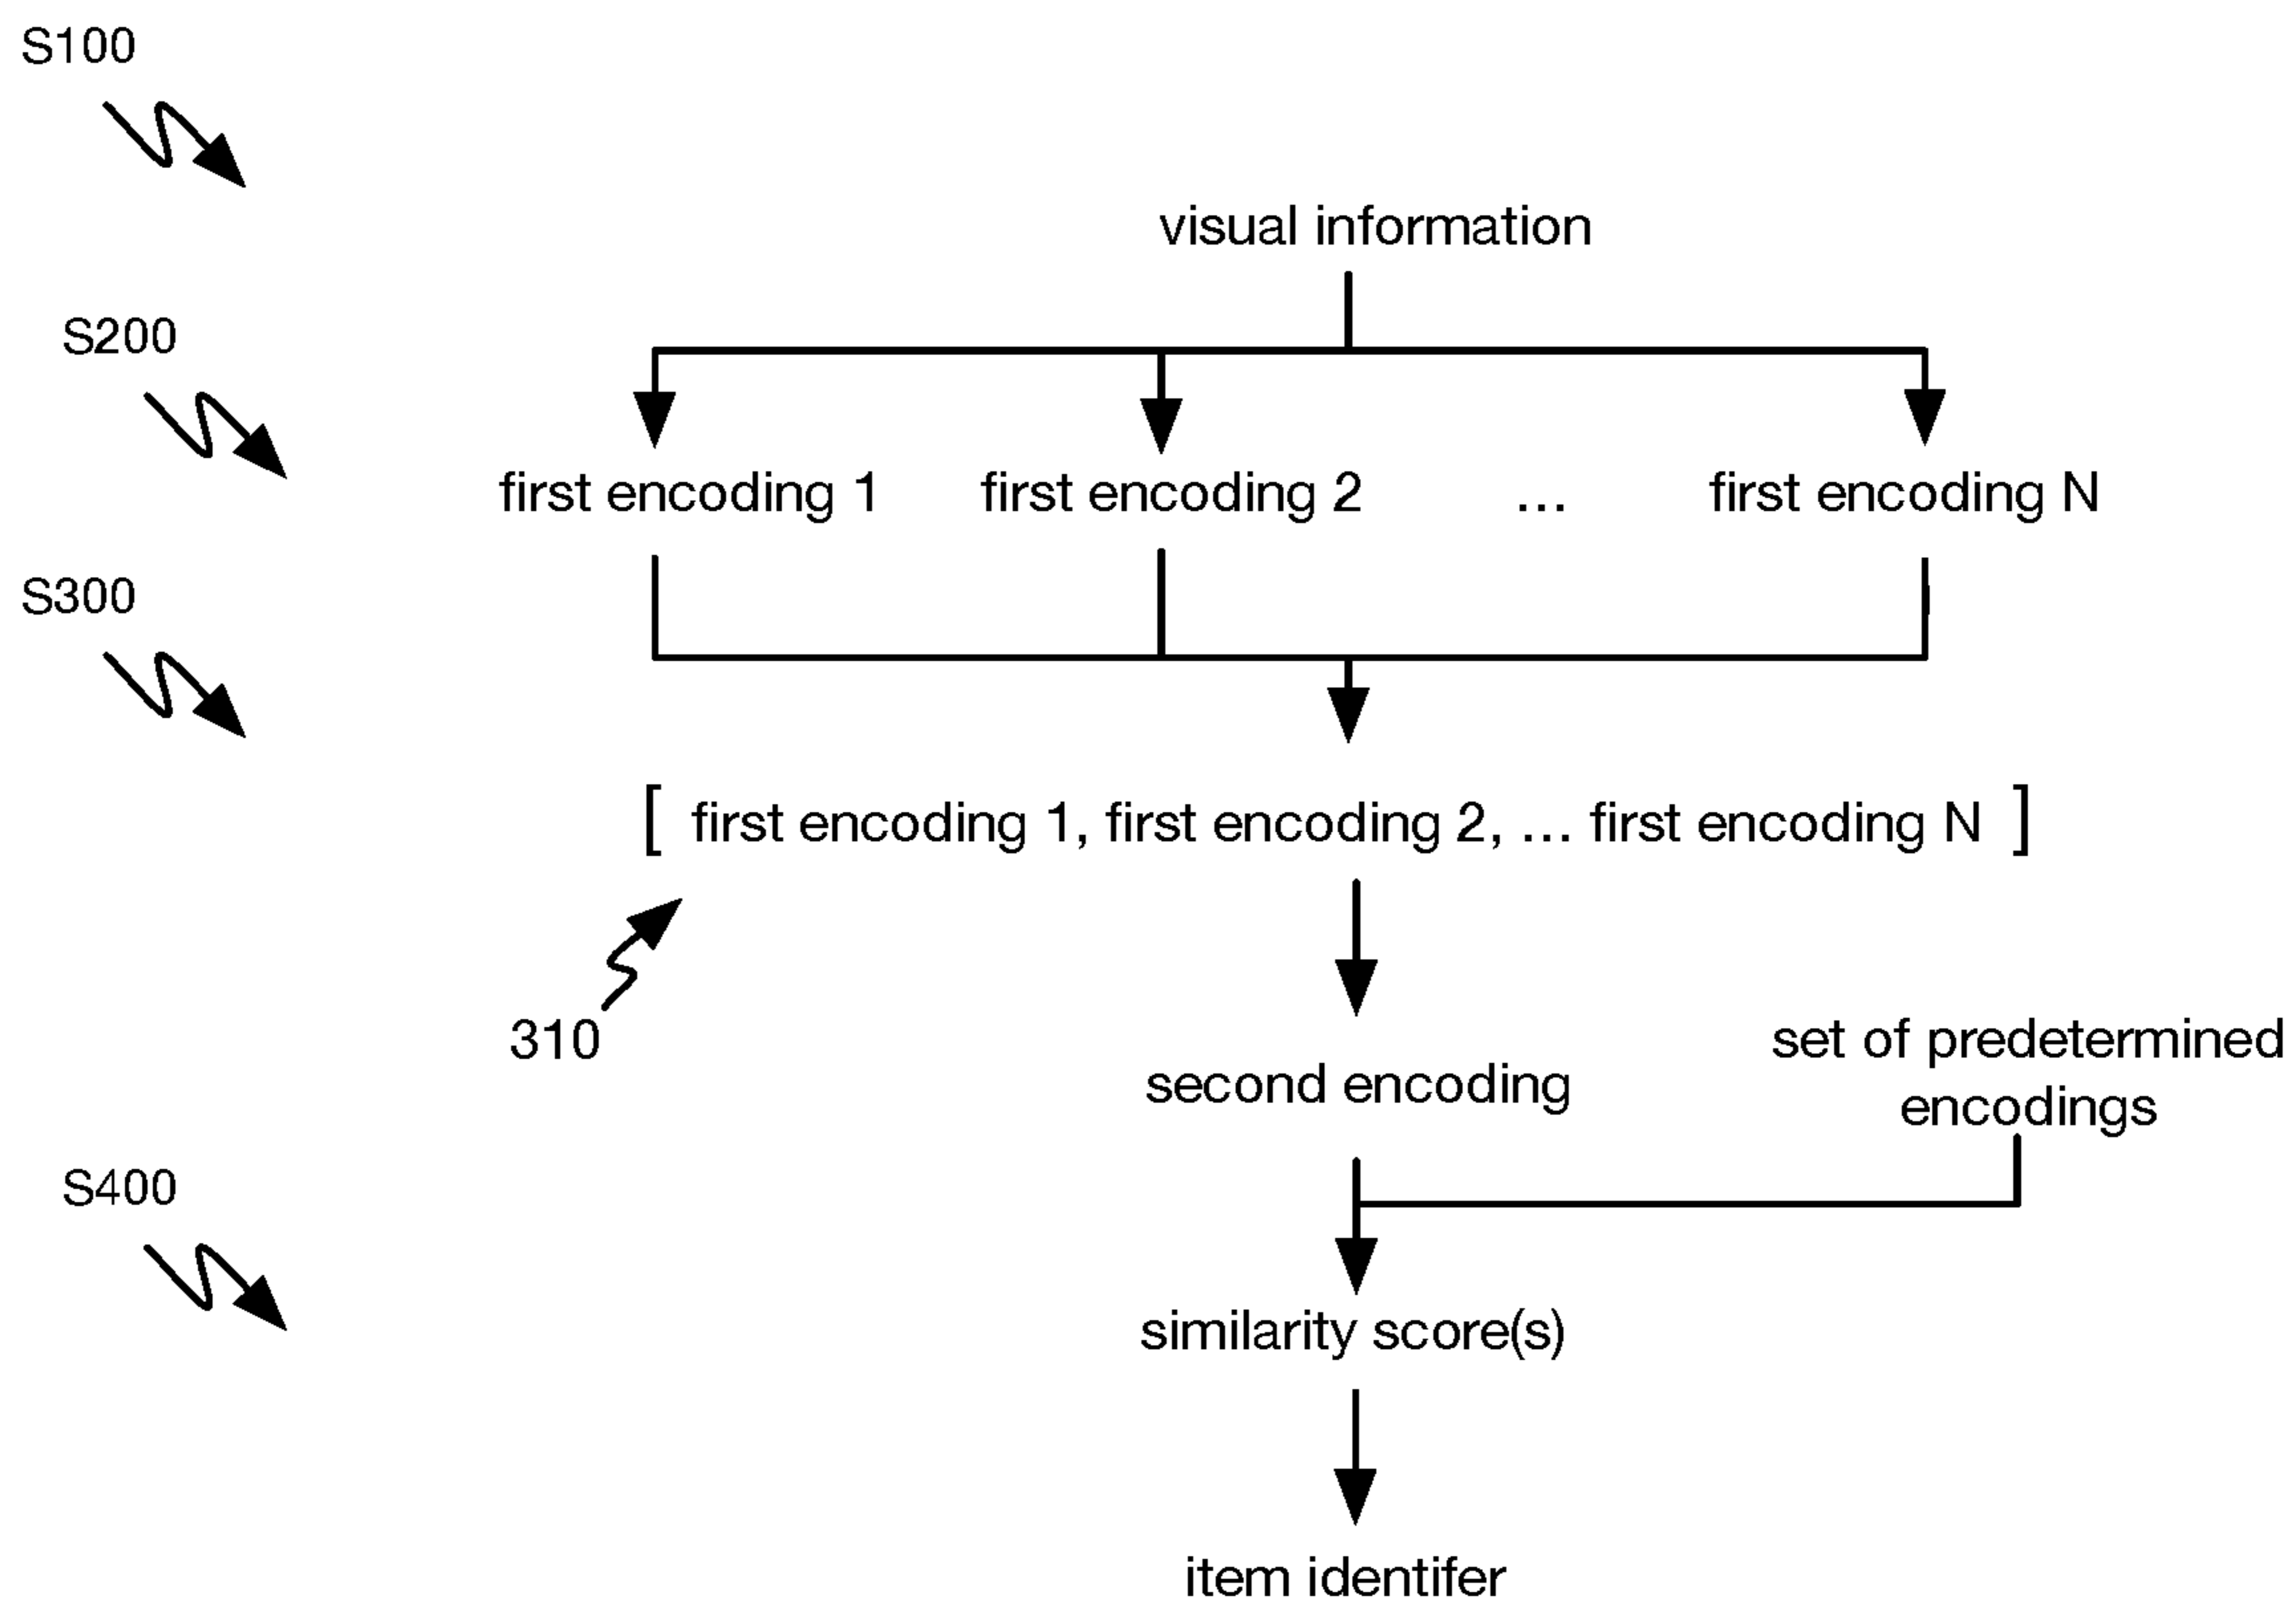 S100
visual information
S200
first encoding 1 first encoding 2 ... first encoding N
S300
[ first encoding 1, first encoding 2, ... first encoding N ]
310
set of predetermined
second encoding
encodings
S400
similarity score(s)
item identifer